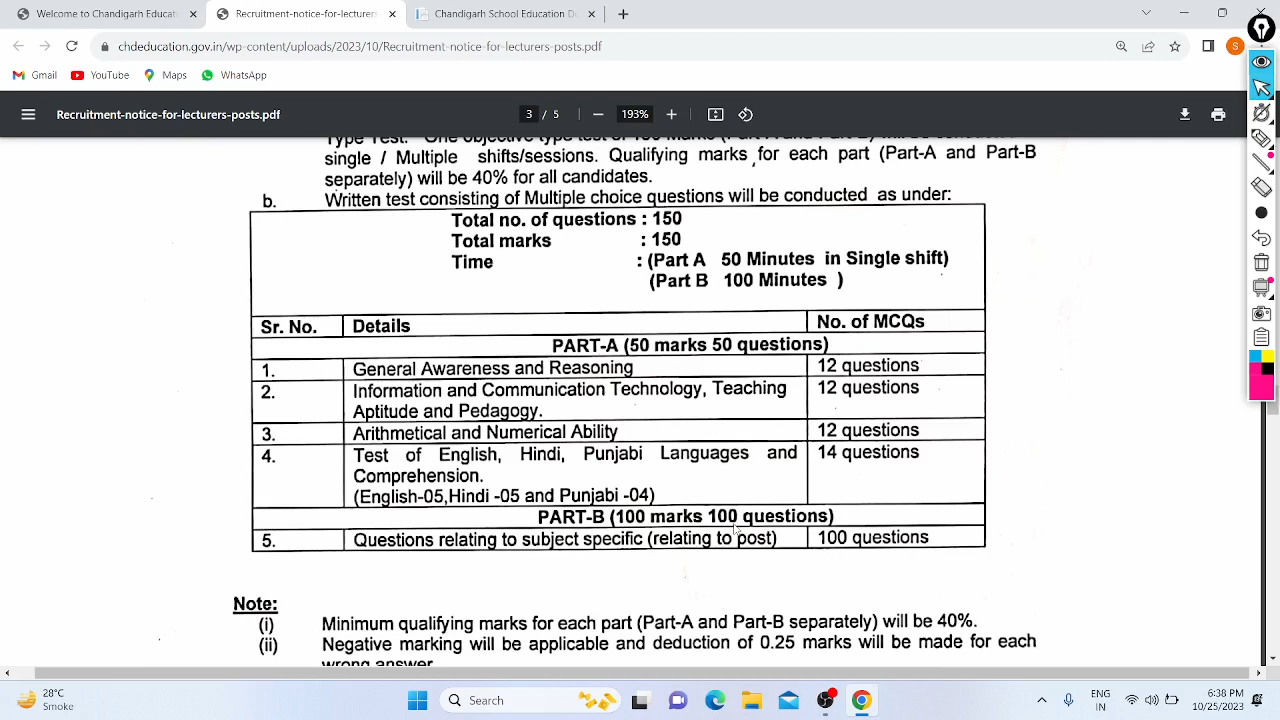 Welcome to Chandigarh Educat
Recruitment-notice-for-lecturers
Chandigarh School Education De
chdeducation.gov.in/wp-content/uploads/2023/10/Recruitment-notice-for-lecturers-posts.pdf
S
Gmail YouTube Maps WhatsApp
Recruitment-notice-for-lecturers-posts.pdf 3 / 5 193%
single / Multiple shifts/sessions. Qualifying marks for each part (Part-A and Part-B
separately) will be 40% for all candidates.
b. Written test consisting of Multiple choice questions will be conducted as under:
Total no. of questions : 150
Total marks : 150
Time : (Part A 50 Minutes in Single shift)
(Part B 100 Minutes )
Sr. No. Details No. of MCQs
PART-A (50 marks 50 questions)
1. General Awareness and Reasoning 12 questions
2. Information and Communication Technology, Teaching 12 questions
Aptitude and Pedagogy.
3. Arithmetical and Numerical Ability 12 questions
4. Test of English, Hindi, Punjabi Languages and 14 questions
Comprehension.
(English-05,Hindi -05 and Punjabi -04)
PART-B (100 marks 100 questions)
5. Questions relating to subject specific (relating to post) 100 questions
Note:
(i) Minimum qualifying marks for each part (Part-A and Part-B separately) will be 40%.
(ii) Negative marking will be applicable and deduction of 0.25 marks will be made for each
wrong answer
28°C
Smoke
Search
ENG
IN
6:38 PM
10/25/2023